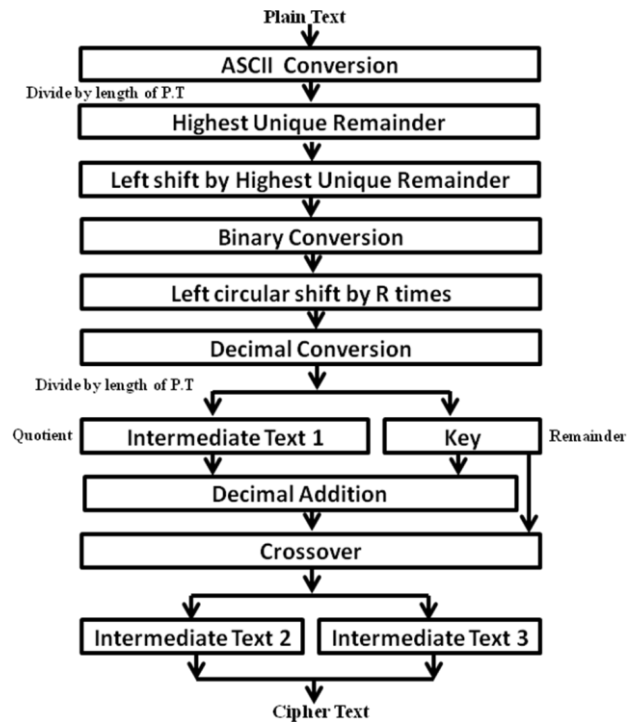 Plain Text
ASCII Conversion
Divide by length of P.T
Highest Unique Remainder
Left shift by Highest Unique Remainder
Binary Conversion
Left circular shift by R times
Decimal Conversion
Divide by length of P.T
Quotient
Intermediate Text 1
Key
Remainder
Decimal Addition
Crossover
Intermediate Text 2
Intermediate Text 3
Cipher Text